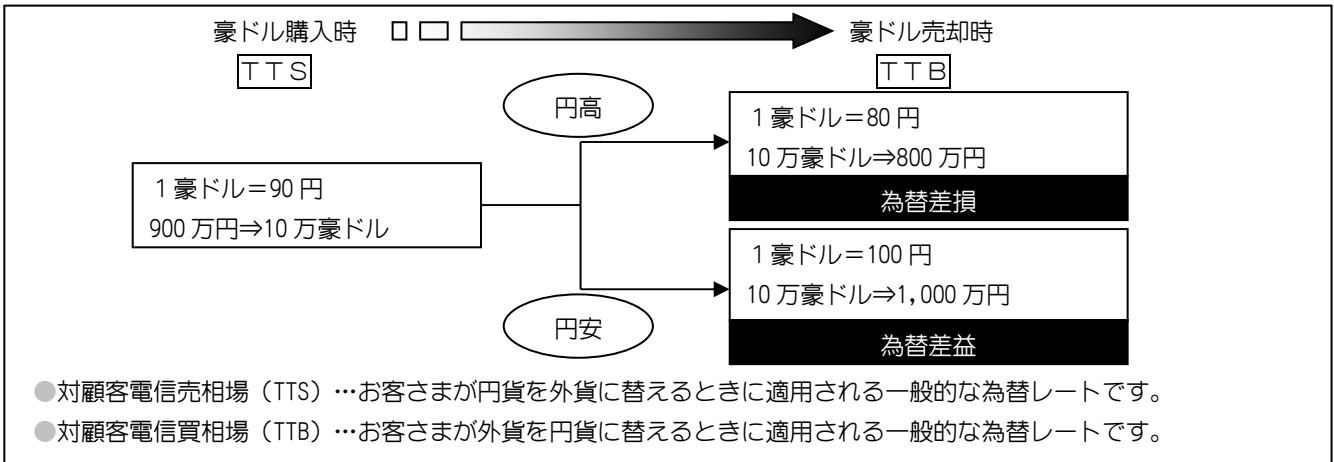 豪ドル購入時
豪ドル売却時
TTS
TTB
円高
1豪ドル＝80円
10万豪ドル⇒800万円
為替差損
1豪ドル＝90円
900万円⇒10万豪ドル
1豪ドル＝100円
10万豪ドル⇒1,000万円
為替差益
円安
●対顧客電信売相場（TTS）…お客さまが円貨を外貨に替えるときに適用される一般的な為替レートです。
●対顧客電信買相場（TTB）…お客さまが外貨を円貨に替えるときに適用される一般的な為替レートです。